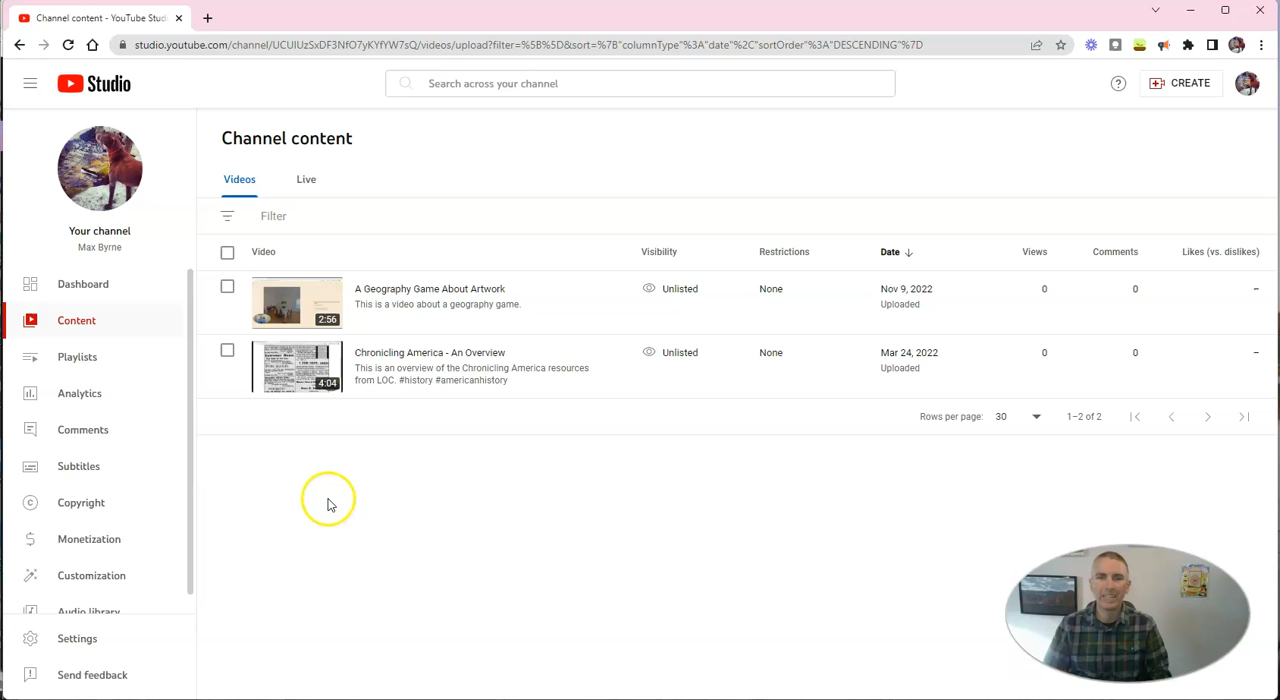 Channel content - YouTube Stud
studio.youtube.com/channel/UCUIUzSxDF3NfO7yKYfYW7sQ/videos/upload?filter=%5B%5D&sort=%7B"columnType"%3A"date"%2C"sortOrder"%3A"DESCENDING"%7D
Studio
Search across your channel
CREATE
Your channel
Max Byrne
Dashboard
Content
Playlists
Analytics
Comments
Subtitles
Copyright
Monetization
Customization
Audio library
Settings
Send feedback
Channel content
Videos Live
Filter
Video Visibility Restrictions Date Views Comments Likes (vs. dislikes)
2:56
A Geography Game About Artwork
This is a video about a geography game.
Unlisted None Nov 9, 2022 0 0 –
Uploaded
4:04
Chronicling America - An Overview
This is an overview of the Chronicling America resources
from LOC. #history #americanhistory
Unlisted None Mar 24, 2022 0 0 –
Uploaded
Rows per page: 30 1–2 of 2